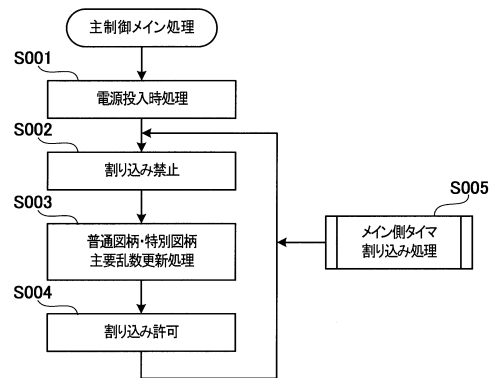 主制御メイン処理
S001
電源投入時処理
S002
割り込み禁止
S003
普通図柄・特別図柄
主要乱数更新処理
S004
割り込み許可
S005
メイン側タイマ
割り込み処理